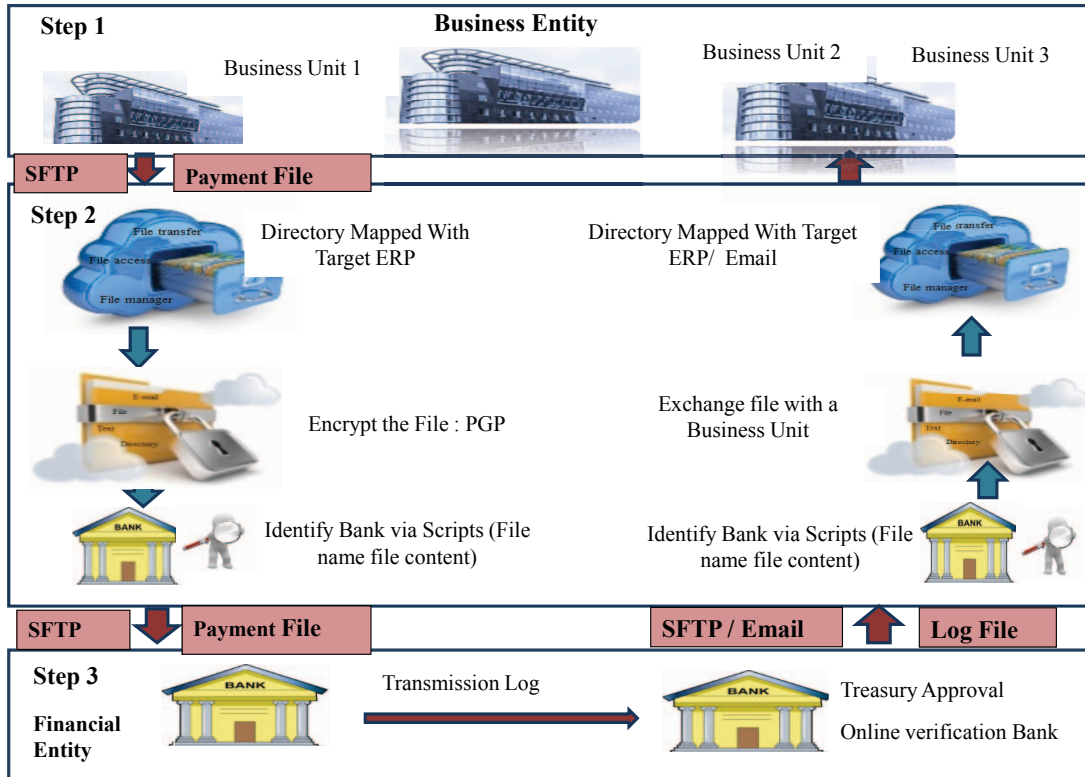 Step 1
Business Entity
Business Unit 1
Business Unit 2
Business Unit 3
SFTP
Payment File
Step 2
File transfer
File access
File manager
Directory Mapped With
Target ERP
Directory Mapped With Target
ERP/ Email
File transfer
File access
File manager
E-mail
File
Text
Directory
Encrypt the File : PGP
Exchange file with a
Business Unit
E-mail
File
Text
Directory
BANK
Identify Bank via Scripts (File
name file content)
Identify Bank via Scripts (File
name file content)
BANK
SFTP
Payment File
SFTP / Email
Log File
Step 3
Financial
Entity
BANK
Transmission Log
BANK
Treasury Approval
Online verification Bank